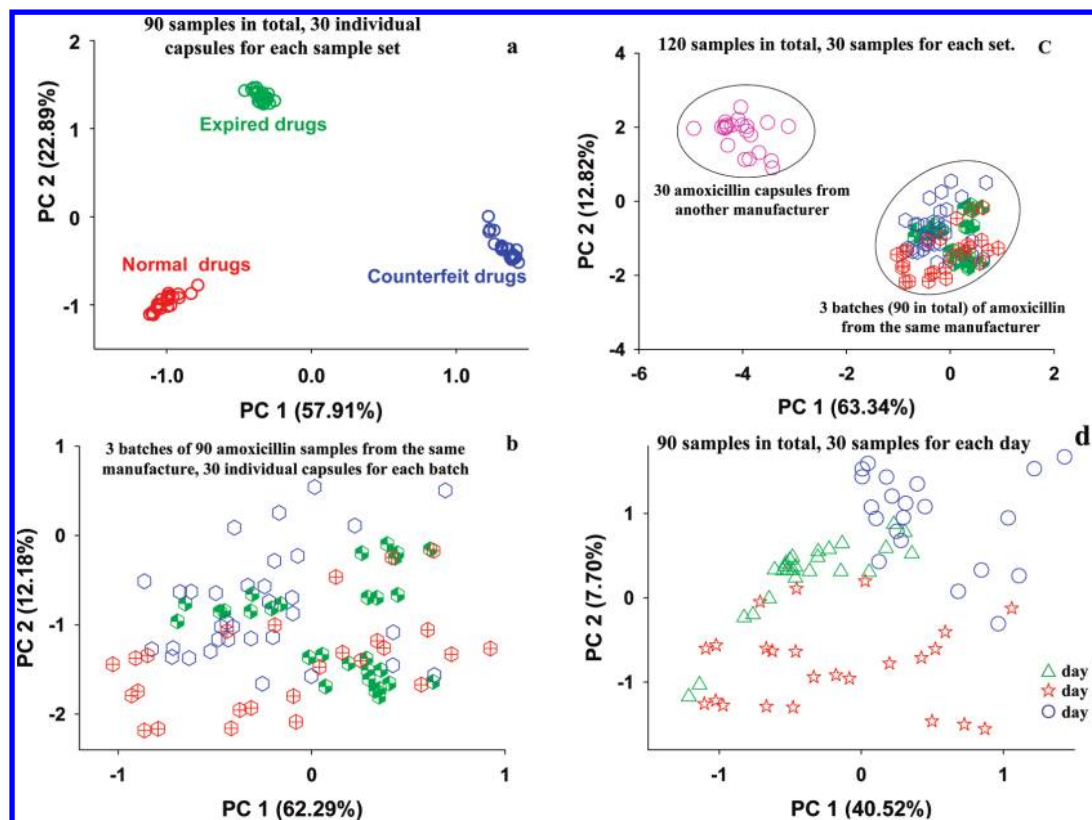 90 samples in total, 30 individual
capsules for each sample set
a
2
1
0
-1
PC 2 (22.89%)
Expired drugs
Normal drugs
Counterfeit drugs
-1.0
0.0
1.0
PC 1 (57.91%)
120 samples in total, 30 samples for each set.
C
4
2
0
-2
-4
PC 2 (12.82%)
30 amoxicillin capsules from
another manufacturer
3 batches (90 in total) of amoxicillin
from the same manufacturer
-6
-4
-2
0
2
PC 1 (63.34%)
3 batches of 90 amoxicillin samples from the same
manufacture, 30 individual capsules for each batch
b
1
0
-1
-2
PC 2 (12.18%)
-1
0
1
PC 1 (62.29%)
90 samples in total, 30 samples for each day
d
1
0
-1
PC 2 (7.70%)
day
day
day
-1
0
1
PC 1 (40.52%)